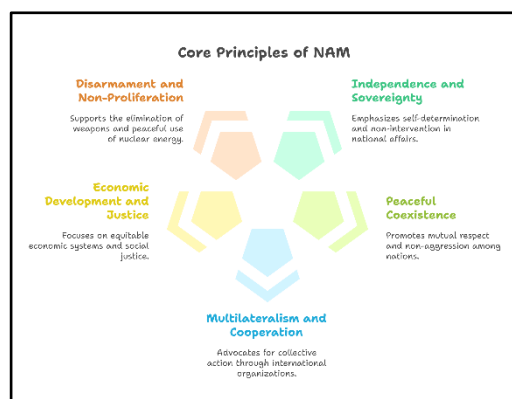 Core Principles of NAM
Disarmament and
Non-Proliferation
Supports the elimination of
weapons and peaceful use
of nuclear energy.
Independence and
Sovereignty
Emphasizes self-determination
and non-intervention in
national affairs.
Economic
Development and
Justice
Focuses on equitable
economic systems and social
justice.
Peaceful
Coexistence
Promotes mutual respect
and non-aggression among
nations.
Multilateralism and
Cooperation
Advocates for collective
action through international
organizations.